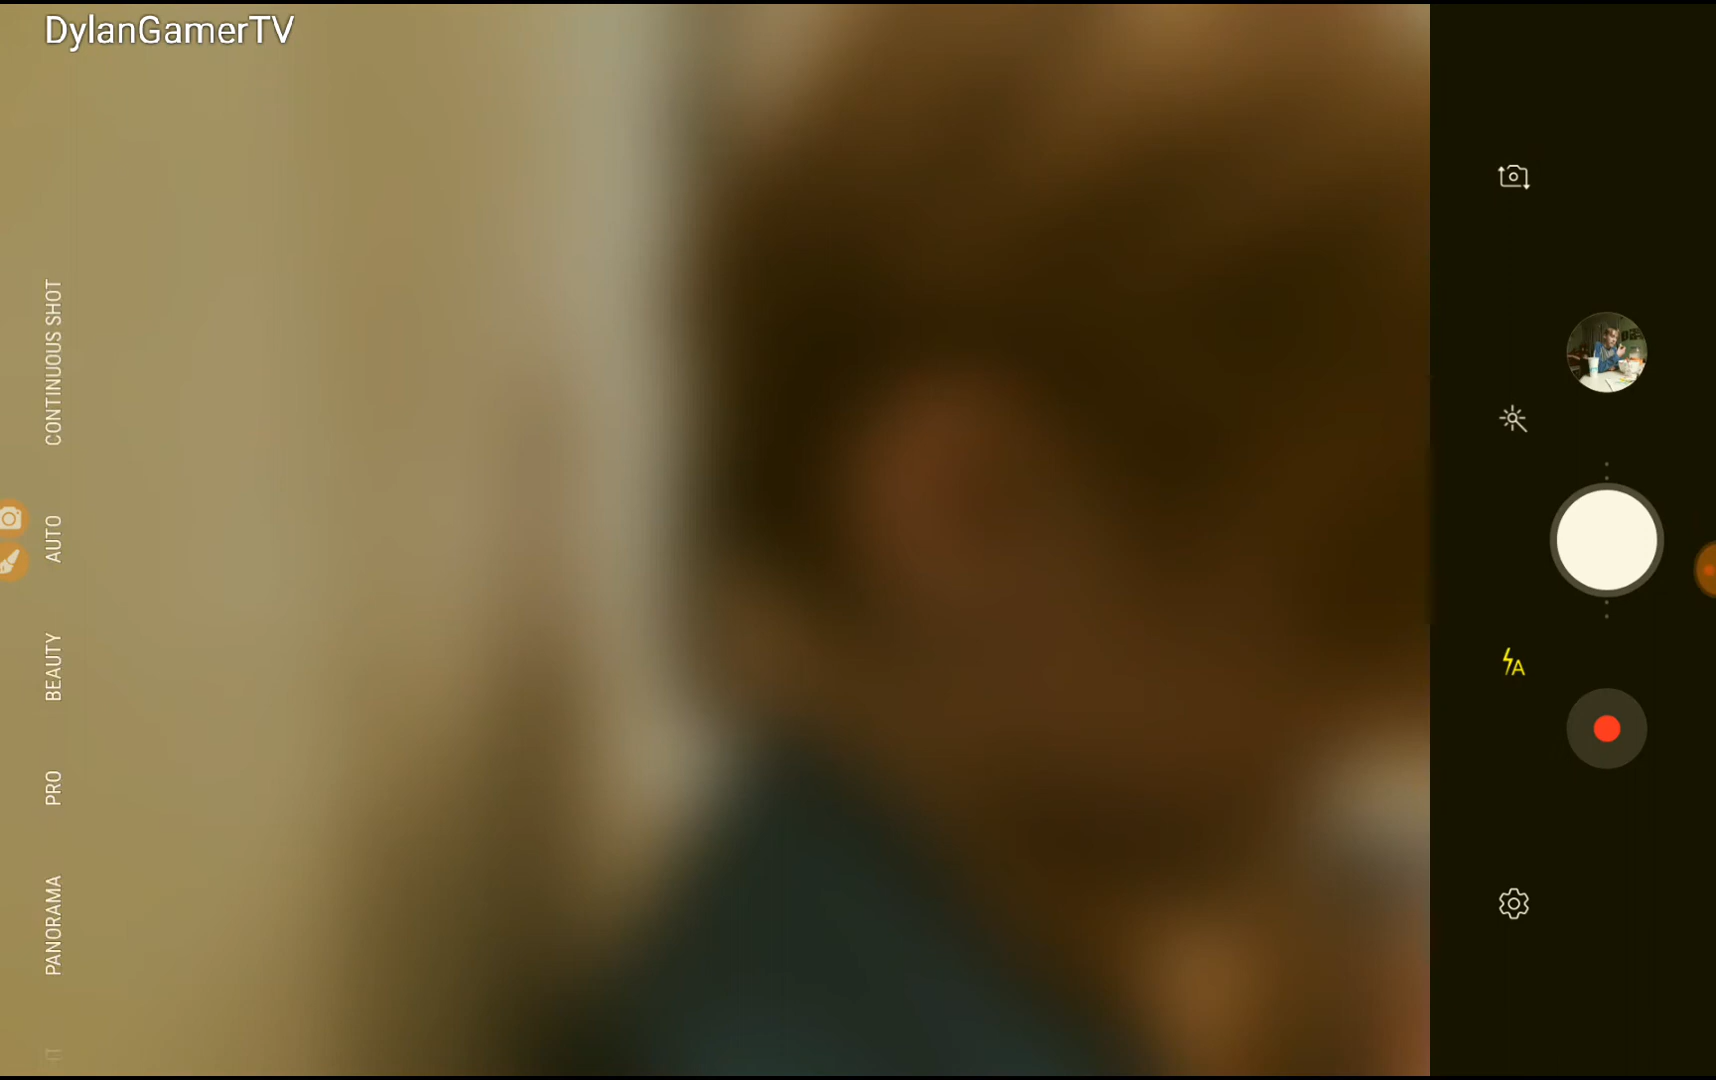 DylanGamerTV
CONTINUOUS SHOT
AUTO
BEAUTY
PRO
PANORAMA
A